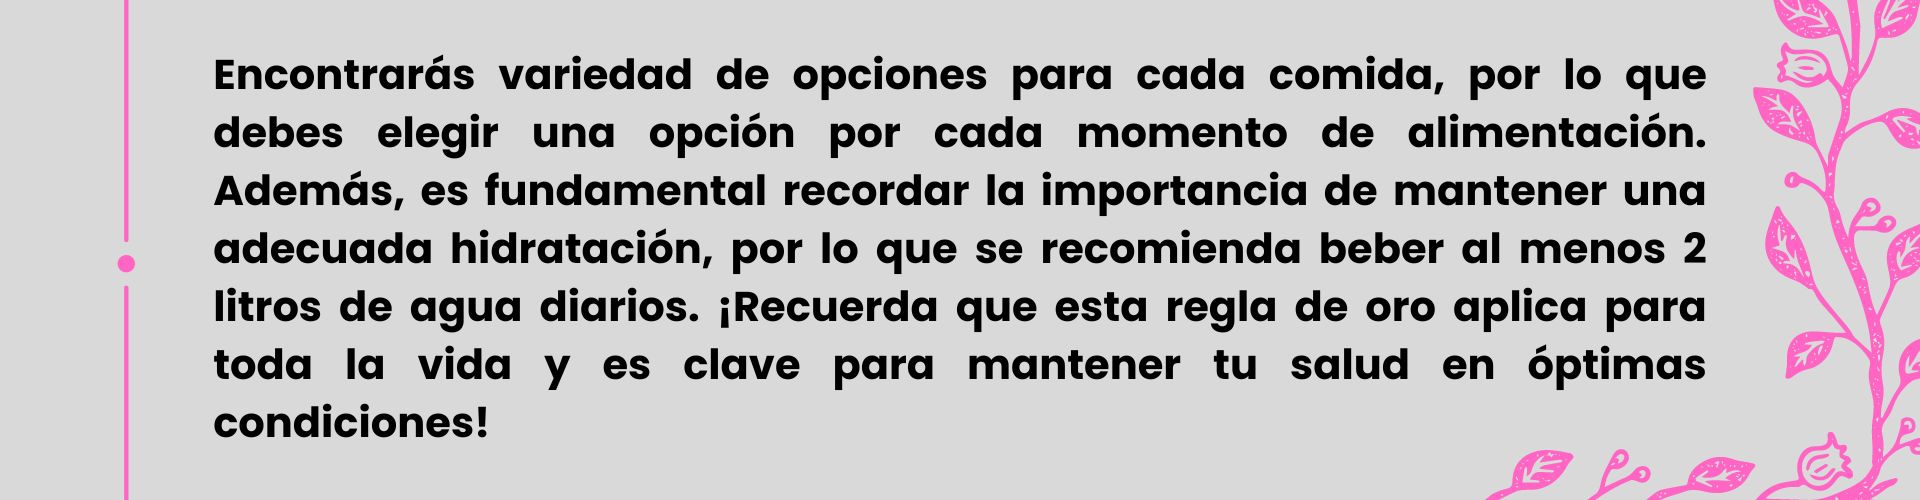 Encontrarás variedad de opciones para cada comida, por lo que
debes elegir una opción por cada momento de alimentación.
Además, es fundamental recordar la importancia de mantener una
adecuada hidratación, por lo que se recomienda beber al menos 2
litros de agua diarios. ¡Recuerda que esta regla de oro aplica para
toda la vida y es clave para mantener tu salud en óptimas
condiciones!